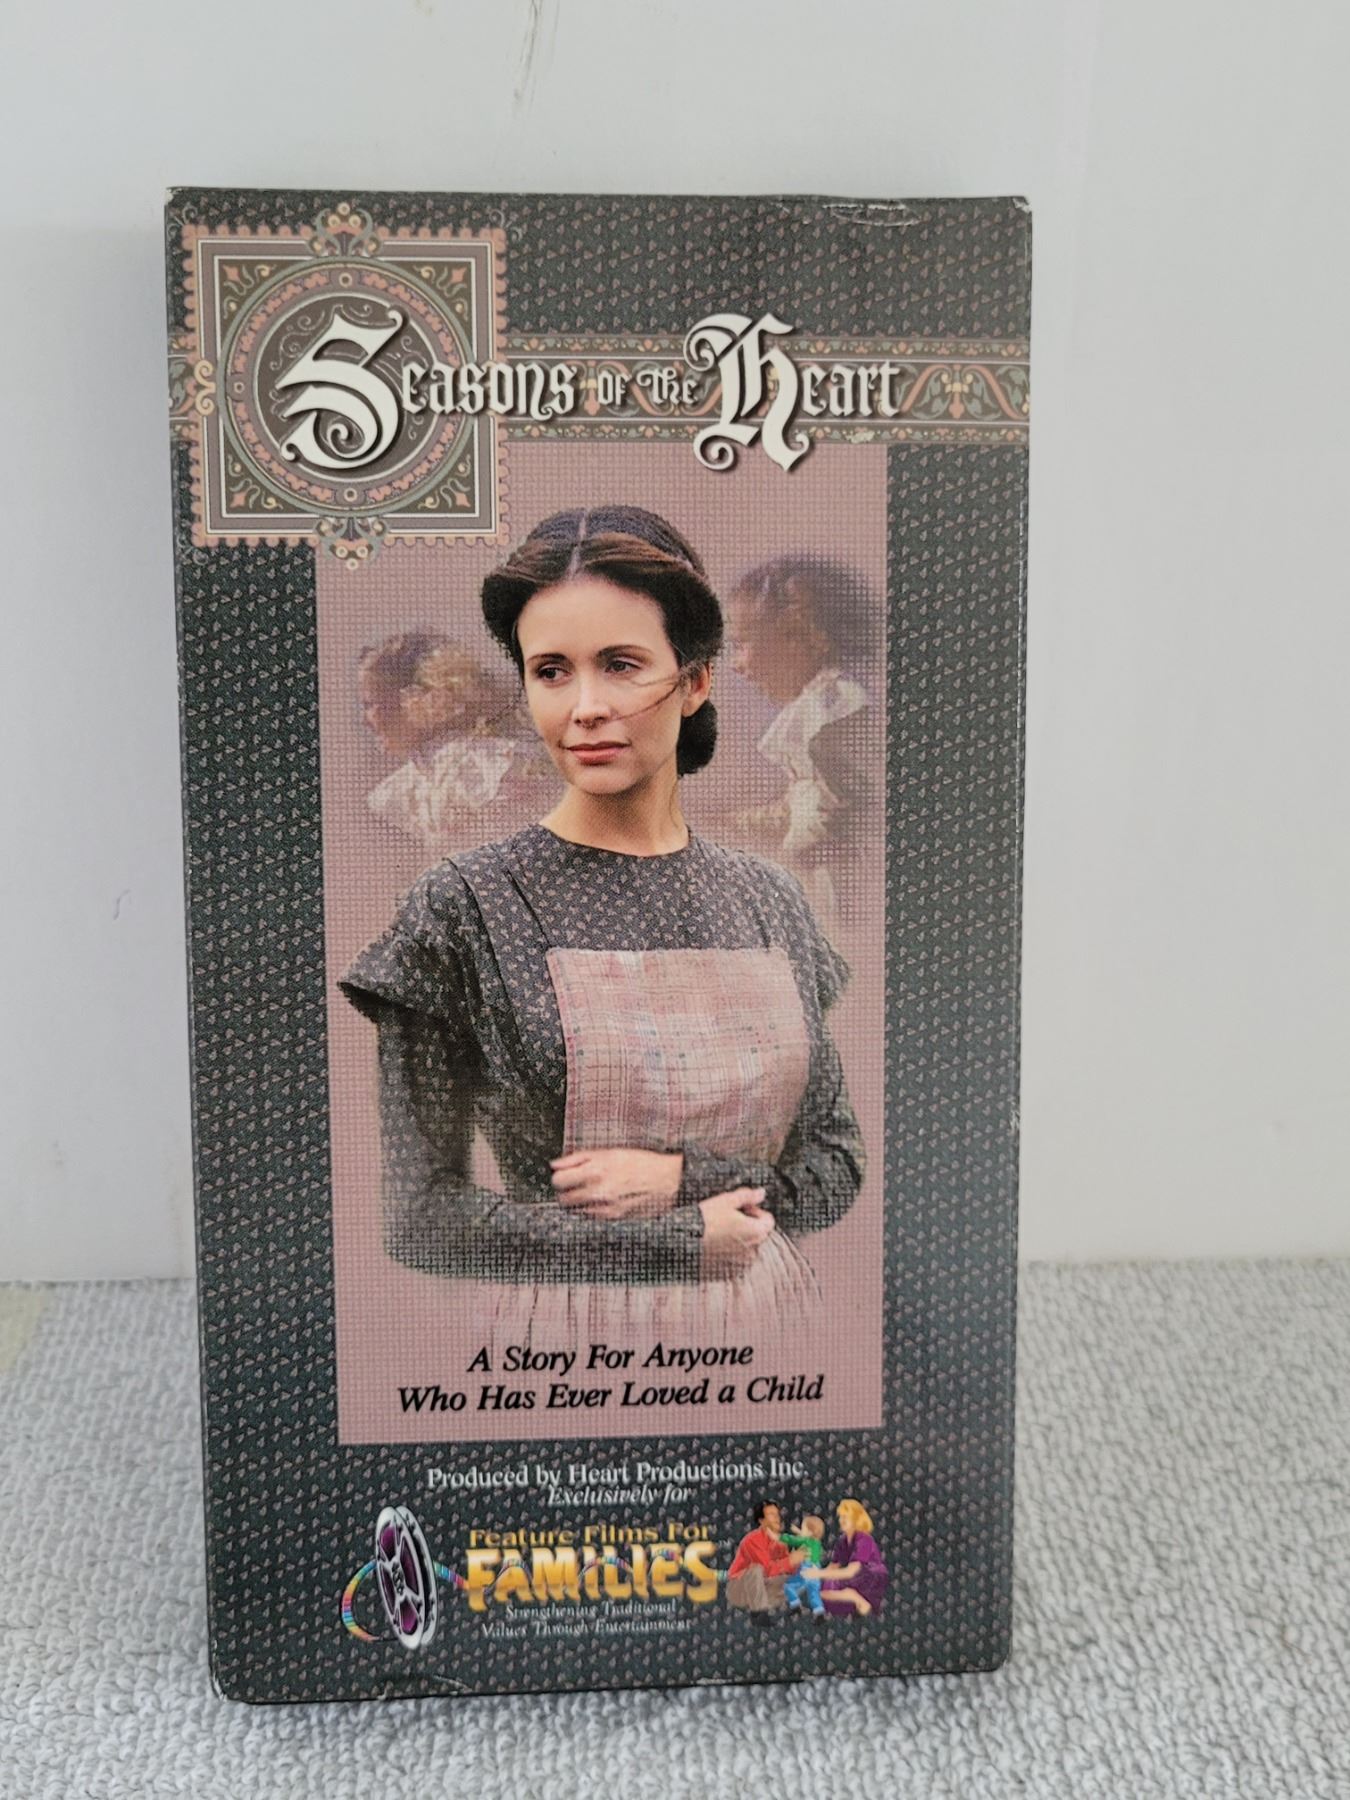 Seasons of the Heart
A Story For Anyone
Who Has Ever Loved a Child
Produced by Heart Productions Inc.
Exclusively for
Feature Films For
FAMILIES
Strengthening Traditional
Values Through Entertainment